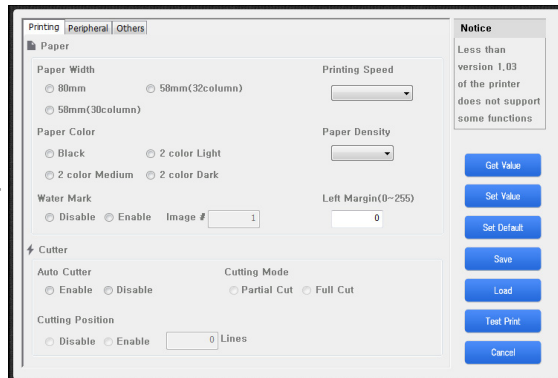 Printing Peripheral Others
Paper
Paper Width
80mm 58mm(32column)
58mm(30column)
Printing Speed
Paper Color
Black 2 color Light
2 color Medium 2 color Dark
Paper Density
Water Mark
Disable Enable Image # 1
Left Margin(0~255)
0
Cutter
Auto Cutter
Enable Disable
Cutting Mode
Partial Cut Full Cut
Cutting Position
Disable Enable 0 Lines
Notice
Less than
version 1,03
of the printer
does not support
some functions
Get Value
Set Value
Set Default
Save
Load
Test Print
Cancel